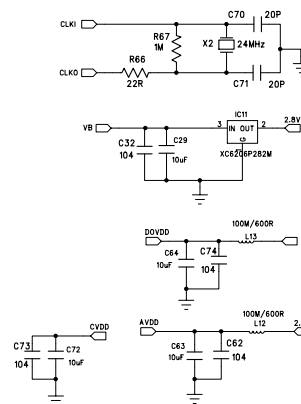 C70
20P
CLKI
R67
1M
X2
24MHz
CLKO
R66
22R
C71
20P
IC11
VB
3
IN OUT
2
2.8V
G
XC6206P282M
C32
104
C29
10uF
100M/600R
DOVDD
L13
C64
10uF
C74
104
100M/600R
CVDD
AVDD
L12
2.
C73
104
C72
10uF
C63
10uF
C62
104